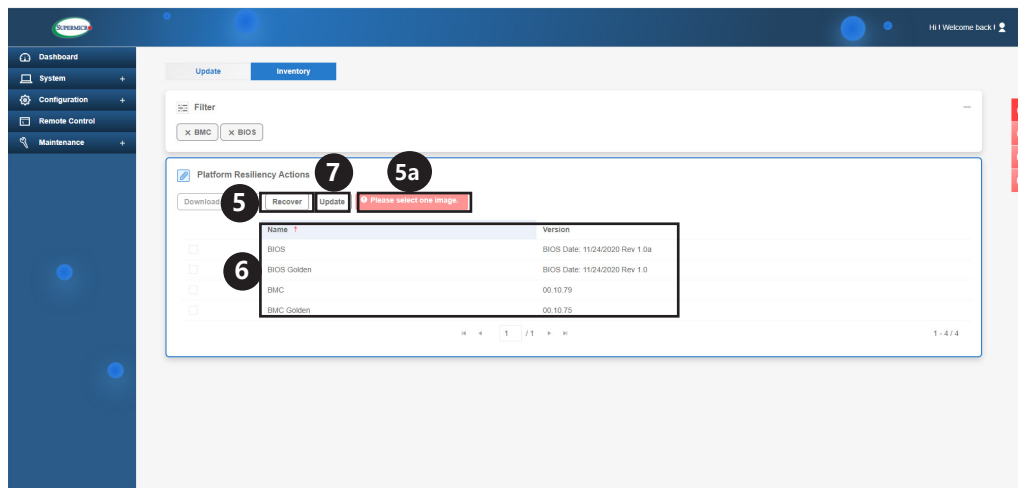 SUPERMICR
Hi ! Welcome back !
Dashboard
System +
Configuration +
Remote Control
Maintenance +
Update Inventory
Filter
× BMC × BIOS
Platform Resiliency Actions
7 5a
Download 5 Recover Update Please select one image.
Name ↑ Version
BIOS BIOS Date: 11/24/2020 Rev 1.0a
6 BIOS Golden BIOS Date: 11/24/2020 Rev 1.0
BMC 00.10.79
BMC Golden 00.10.75
1 / 1 1 - 4 / 4